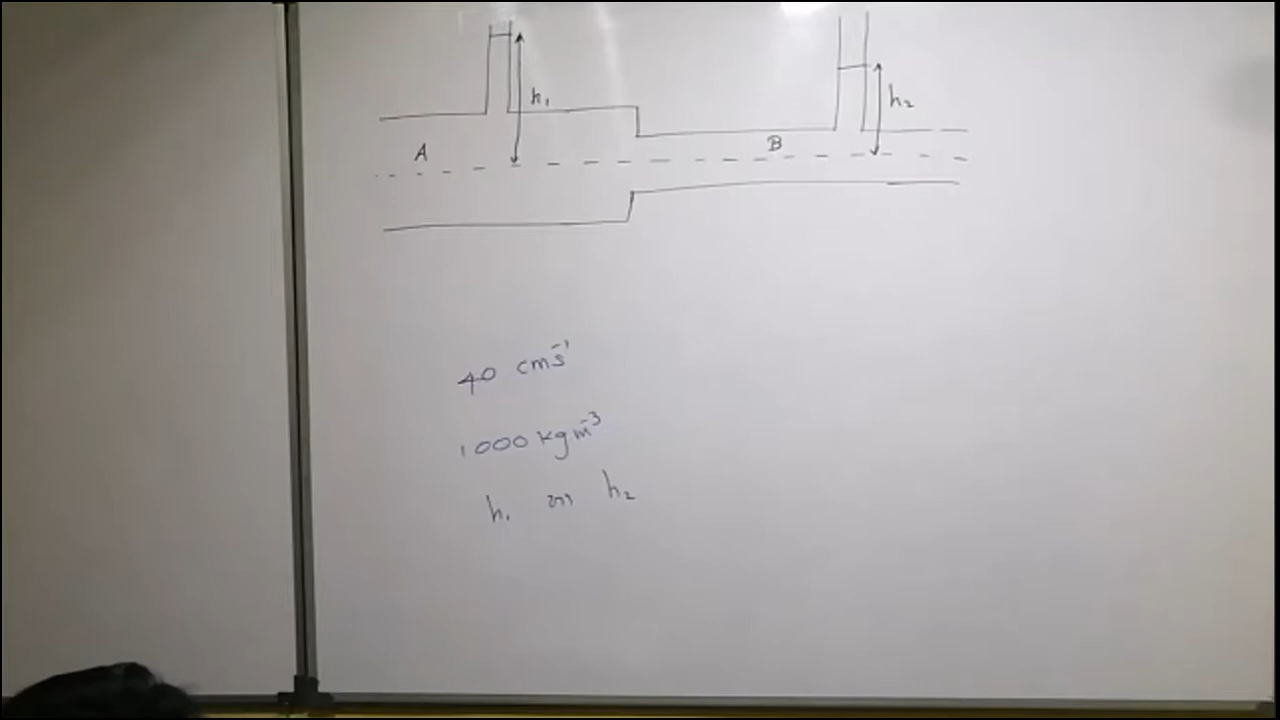 h₁
h₂
A
B
40 cms⁻¹
1000 kgm⁻³
h₁ h₂